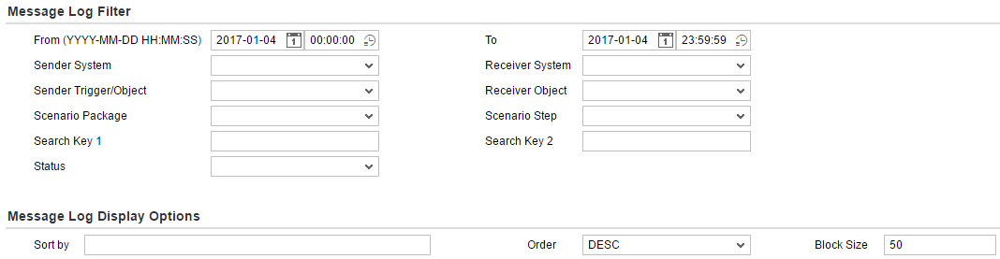 Message Log Filter
From (YYYY-MM-DD HH:MM:SS) 2017-01-04 1 00:00:00 To 2017-01-04 1 23:59:59
Sender System Receiver System
Sender Trigger/Object Receiver Object
Scenario Package Scenario Step
Search Key 1 Search Key 2
Status
Message Log Display Options
Sort by Order DESC Block Size 50